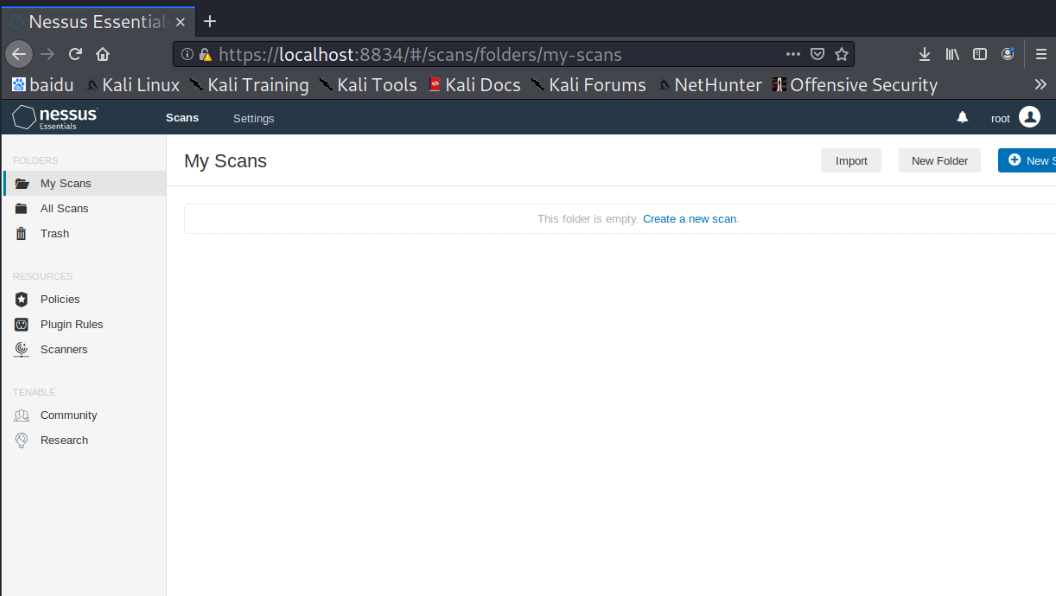 Nessus Essentials
https://localhost:8834/#/scans/folders/my-scans
baidu Kali Linux Kali Training Kali Tools Kali Docs Kali Forums NetHunter Offensive Security
nessus Essentials Scans Settings root
FOLDERS
My Scans
All Scans
Trash
RESOURCES
Policies
Plugin Rules
Scanners
TENABLE
Community
Research
My Scans Import New Folder New S
This folder is empty. Create a new scan.